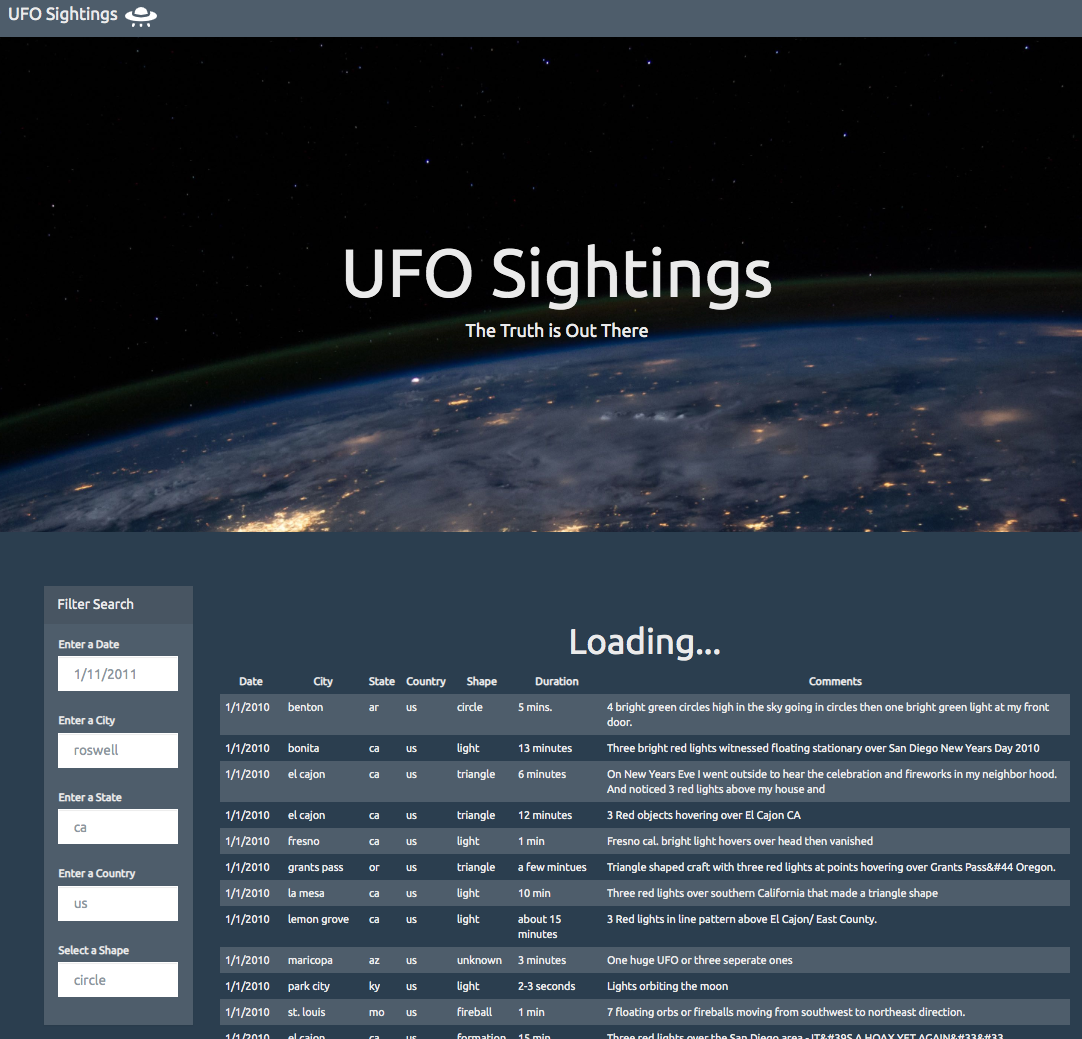 UFO Sightings
UFO Sightings
The Truth is Out There
Filter Search
Enter a Date
1/11/2011
Enter a City
roswell
Enter a State
ca
Enter a Country
us
Select a Shape
circle
Loading...
Date City State Country Shape Duration Comments
1/1/2010 benton ar us circle 5 mins. 4 bright green circles high in the sky going in circles then one bright green light at my front
door.
1/1/2010 bonita ca us light 13 minutes Three bright red lights witnessed floating stationary over San Diego New Years Day 2010
1/1/2010 el cajon ca us triangle 6 minutes On New Years Eve I went outside to hear the celebration and fireworks in my neighbor hood.
And noticed 3 red lights above my house and
1/1/2010 el cajon ca us triangle 12 minutes 3 Red objects hovering over El Cajon CA
1/1/2010 fresno ca us light 1 min Fresno cal. bright light hovers over head then vanished
1/1/2010 grants pass or us triangle a few mintues Triangle shaped craft with three red lights at points hovering over Grants Pass&#44 Oregon.
1/1/2010 la mesa ca us light 10 min Three red lights over southern California that made a triangle shape
1/1/2010 lemon grove ca us light about 15 3 Red lights in line pattern above El Cajon/ East County.
minutes
1/1/2010 maricopa az us unknown 3 minutes One huge UFO or three seperate ones
1/1/2010 park city ky us light 2-3 seconds Lights orbiting the moon
1/1/2010 st. louis mo us fireball 1 min 7 floating orbs or fireballs moving from southwest to northeast direction.
1/1/2010 el cajon ca us formation 15 min Three red lights over the San Diego area - IT&#39S A HOAX YET AGAIN&#33&#33